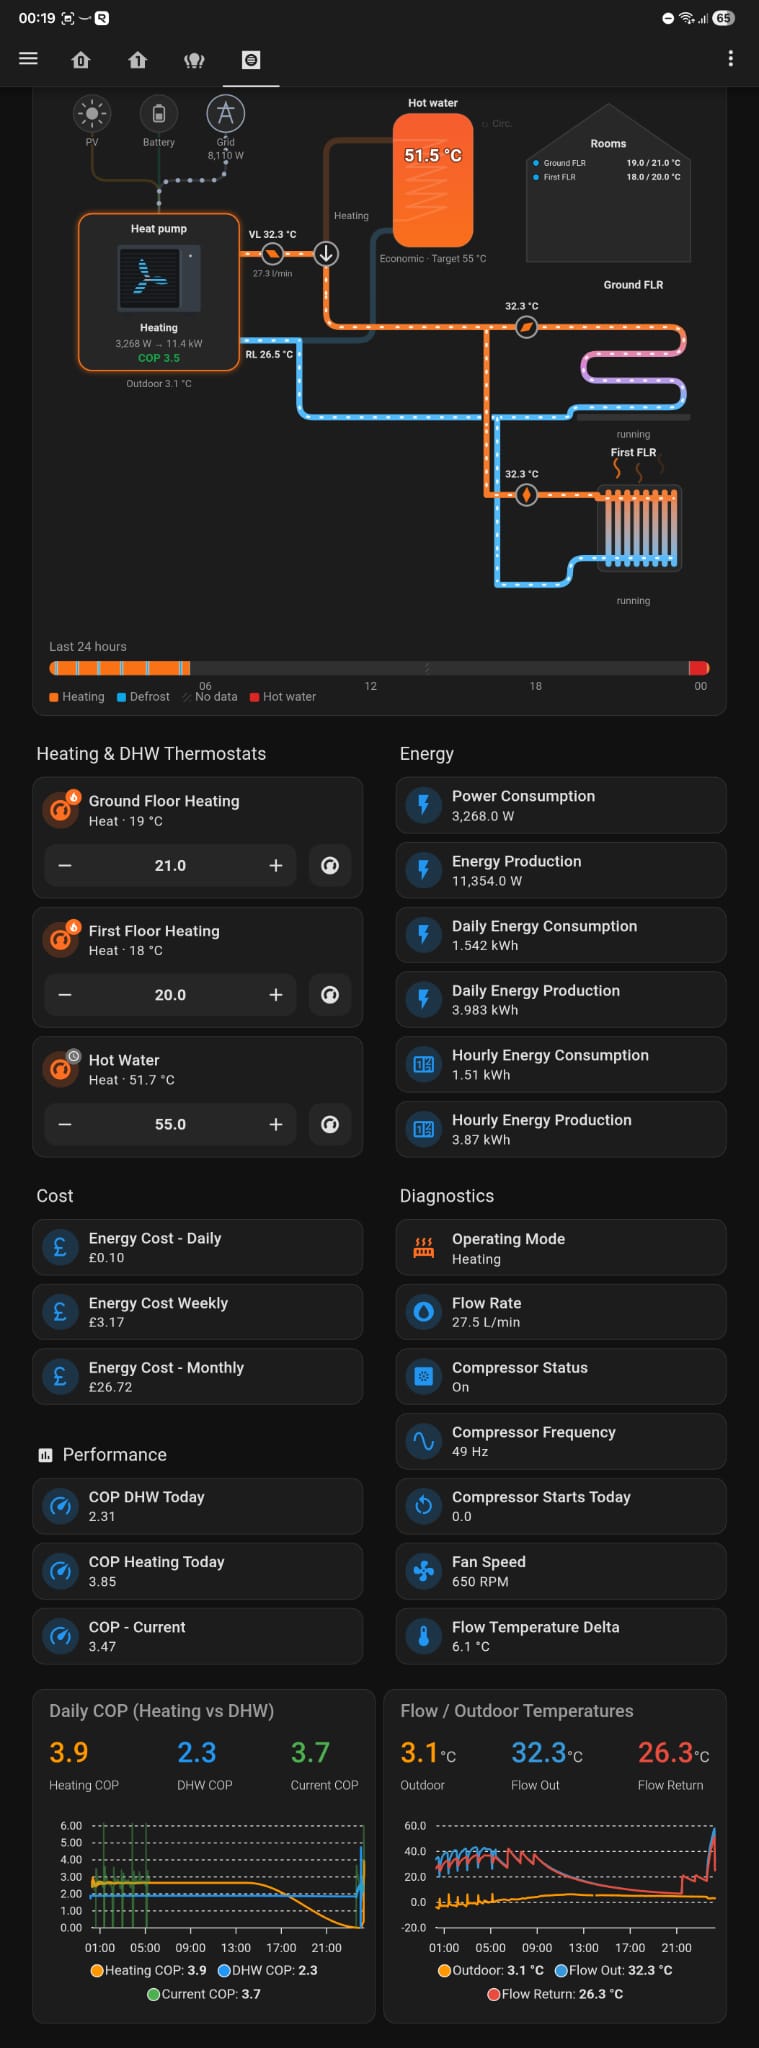 00:19
65
0
1
PV
Battery
Grid
8,110 W
Hot water
51.5 °C
Circ.
Economic · Target 55 °C
Rooms
Ground FLR 19.0 / 21.0 °C
First FLR 18.0 / 20.0 °C
Heating
Heat pump
Heating
3,268 W → 11.4 kW
COP 3.5
Outdoor 3.1 °C
VL 32.3 °C
27.3 l/min
RL 26.5 °C
Ground FLR
32.3 °C
running
First FLR
32.3 °C
running
Last 24 hours
06 12 18 00
Heating Defrost No data Hot water
Heating & DHW Thermostats
Ground Floor Heating
Heat · 19 °C
− 21.0 +
First Floor Heating
Heat · 18 °C
− 20.0 +
Hot Water
Heat · 51.7 °C
− 55.0 +
Energy
Power Consumption
3,268.0 W
Energy Production
11,354.0 W
Daily Energy Consumption
1.542 kWh
Daily Energy Production
3.983 kWh
Hourly Energy Consumption
1.51 kWh
Hourly Energy Production
3.87 kWh
Cost
Energy Cost - Daily
£0.10
Energy Cost Weekly
£3.17
Energy Cost - Monthly
£26.72
Performance
COP DHW Today
2.31
COP Heating Today
3.85
COP - Current
3.47
Diagnostics
Operating Mode
Heating
Flow Rate
27.5 L/min
Compressor Status
On
Compressor Frequency
49 Hz
Compressor Starts Today
0.0
Fan Speed
650 RPM
Flow Temperature Delta
6.1 °C
Daily COP (Heating vs DHW)
3.9 2.3 3.7
Heating COP DHW COP Current COP
6.00
5.00
4.00
3.00
2.00
1.00
0.00
01:00 05:00 09:00 13:00 17:00 21:00
Heating COP: 3.9 DHW COP: 2.3
Current COP: 3.7
Flow / Outdoor Temperatures
3.1°C 32.3°C 26.3°C
Outdoor Flow Out Flow Return
60.0
40.0
20.0
0.0
-20.0
01:00 05:00 09:00 13:00 17:00 21:00
Outdoor: 3.1 °C Flow Out: 32.3 °C
Flow Return: 26.3 °C